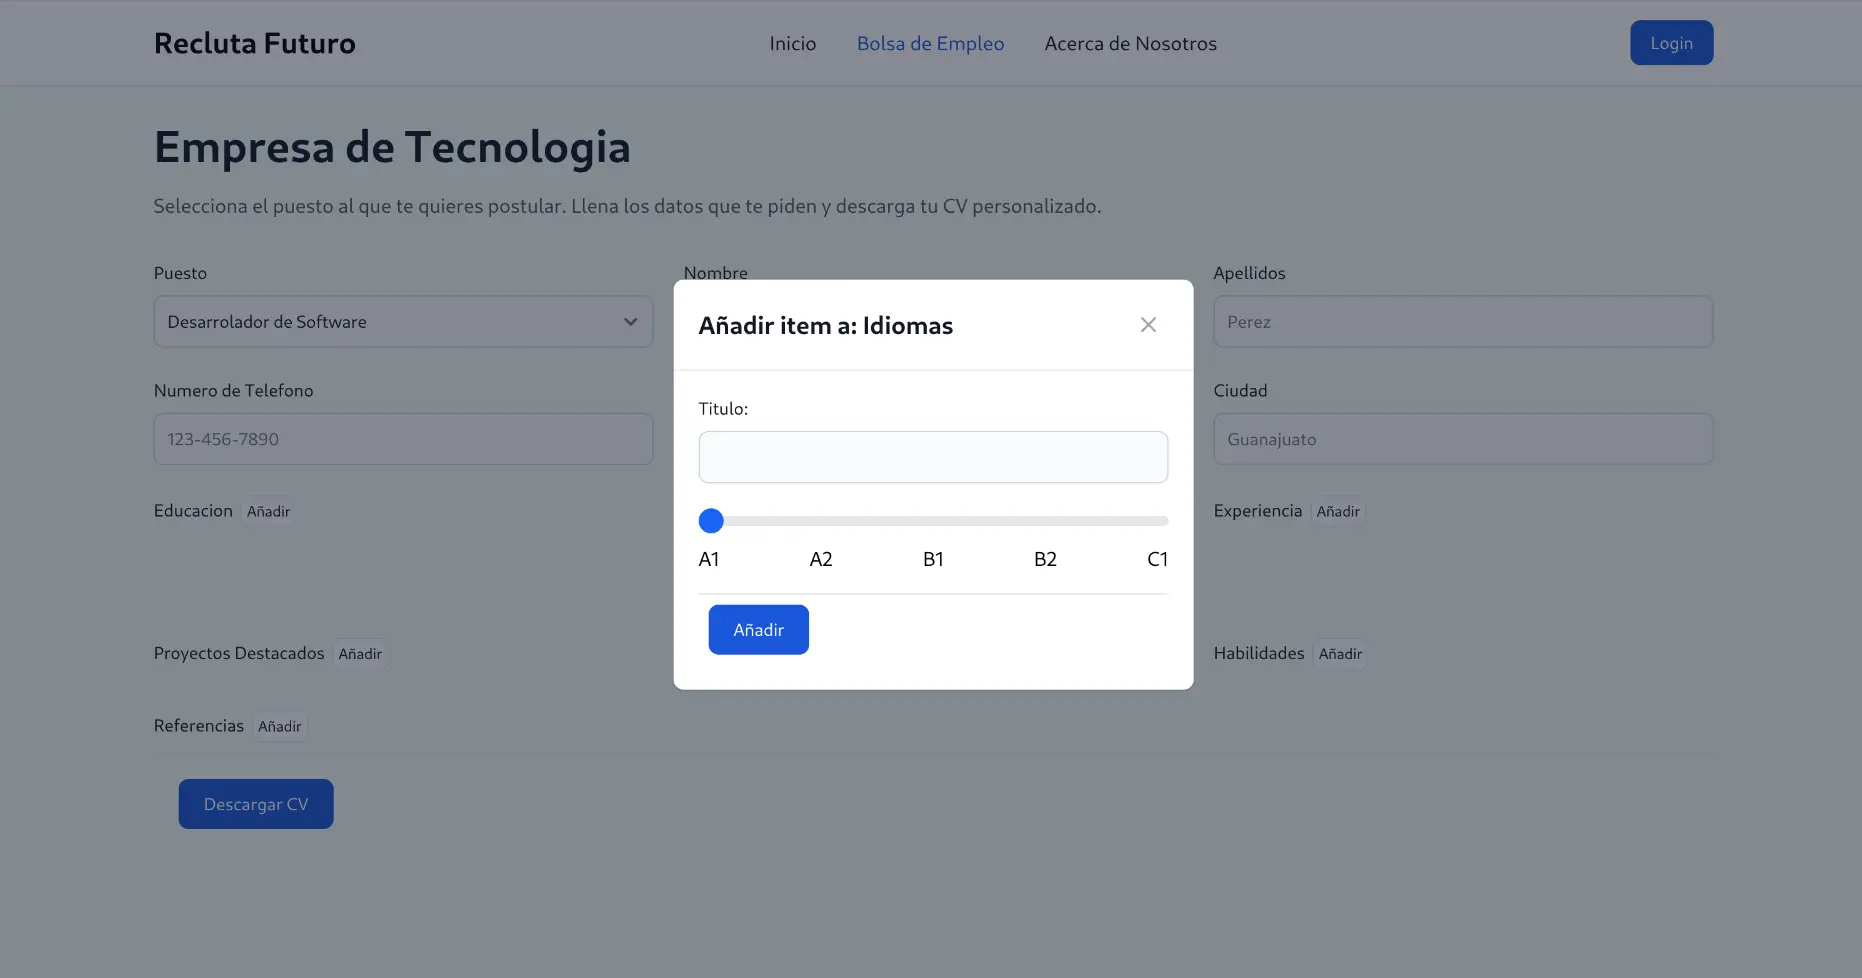 Recluta Futuro
Inicio
Bolsa de Empleo
Acerca de Nosotros
Login
Empresa de Tecnologia
Selecciona el puesto al que te quieres postular. Llena los datos que te piden y descarga tu CV personalizado.
Puesto
Nombre
Apellidos
Desarrolador de Software
Perez
Numero de Telefono
Ciudad
123-456-7890
Guanajuato
Educacion Añadir
Experiencia Añadir
Proyectos Destacados Añadir
Habilidades Añadir
Referencias Añadir
Descargar CV
Añadir item a: Idiomas
Titulo:
A1 A2 B1 B2 C1
Añadir